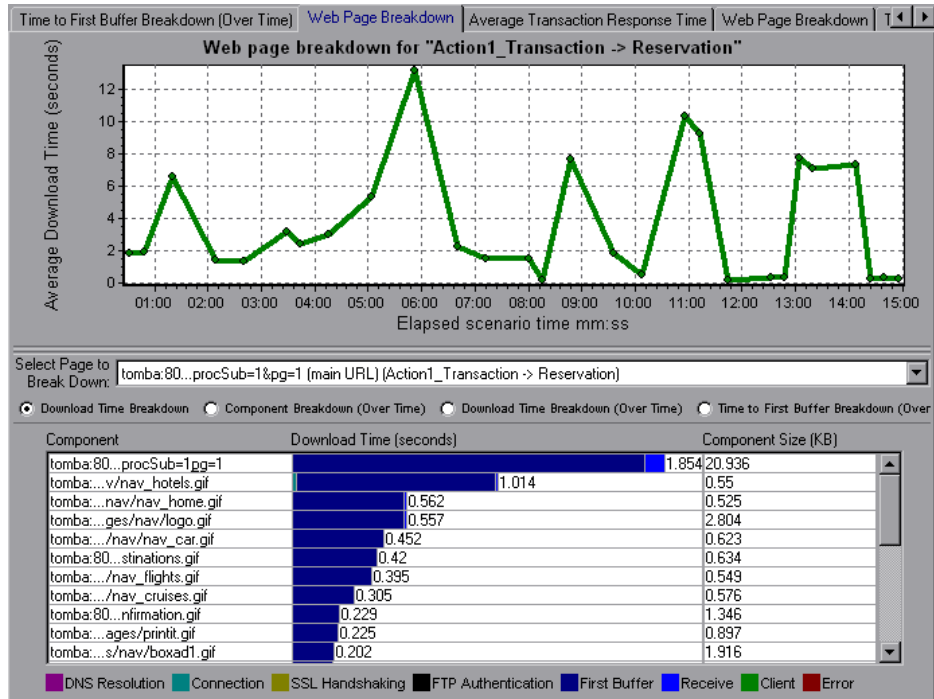 Time to First Buffer Breakdown (Over Time) Web Page Breakdown Average Transaction Response Time Web Page Breakdown
Web page breakdown for "Action1_Transaction -> Reservation"
Average Download Time (seconds)
12
10
8
6
4
2
0
01:00 02:00 03:00 04:00 05:00 06:00 07:00 08:00 09:00 10:00 11:00 12:00 13:00 14:00 15:00
Elapsed scenario time mm:ss
Select Page to Break Down: tomba:80...procSub=1&pg=1 (main URL) (Action1_Transaction -> Reservation)
Download Time Breakdown Component Breakdown (Over Time) Download Time Breakdown (Over Time) Time to First Buffer Breakdown (Over
Component Download Time (seconds) Component Size (KB)
tomba:80...procSub=1pg=1 1.854 20.936
tomba:...v/nav_hotels.gif 1.014 0.55
tomba:...nav/nav_home.gif 0.562 0.525
tomba:...ges/nav/logo.gif 0.557 2.804
tomba:.../nav/nav_car.gif 0.452 0.623
tomba:80...stinations.gif 0.42 0.634
tomba:.../nav_flights.gif 0.395 0.549
tomba:.../nav_cruises.gif 0.305 0.576
tomba:80...nfirmation.gif 0.229 1.346
tomba:...ages/printit.gif 0.225 0.897
tomba:...s/nav/boxad1.gif 0.202 1.916
DNS Resolution Connection SSL Handshaking FTP Authentication First Buffer Receive Client Error